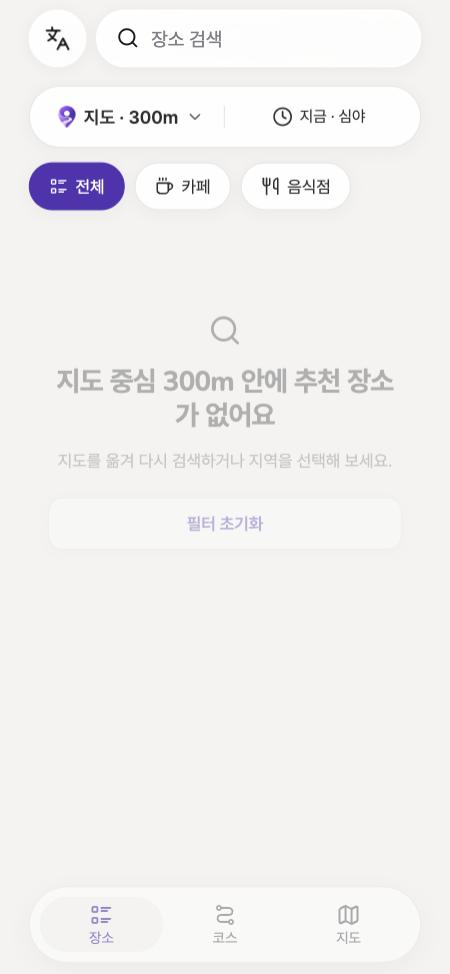 장소 검색
지도 · 300m 지금 · 심야
전체 카페 음식점
지도 중심 300m 안에 추천 장소
가 없어요
지도를 옮겨 다시 검색하거나 지역을 선택해 보세요.
필터 초기화
장소 코스 지도